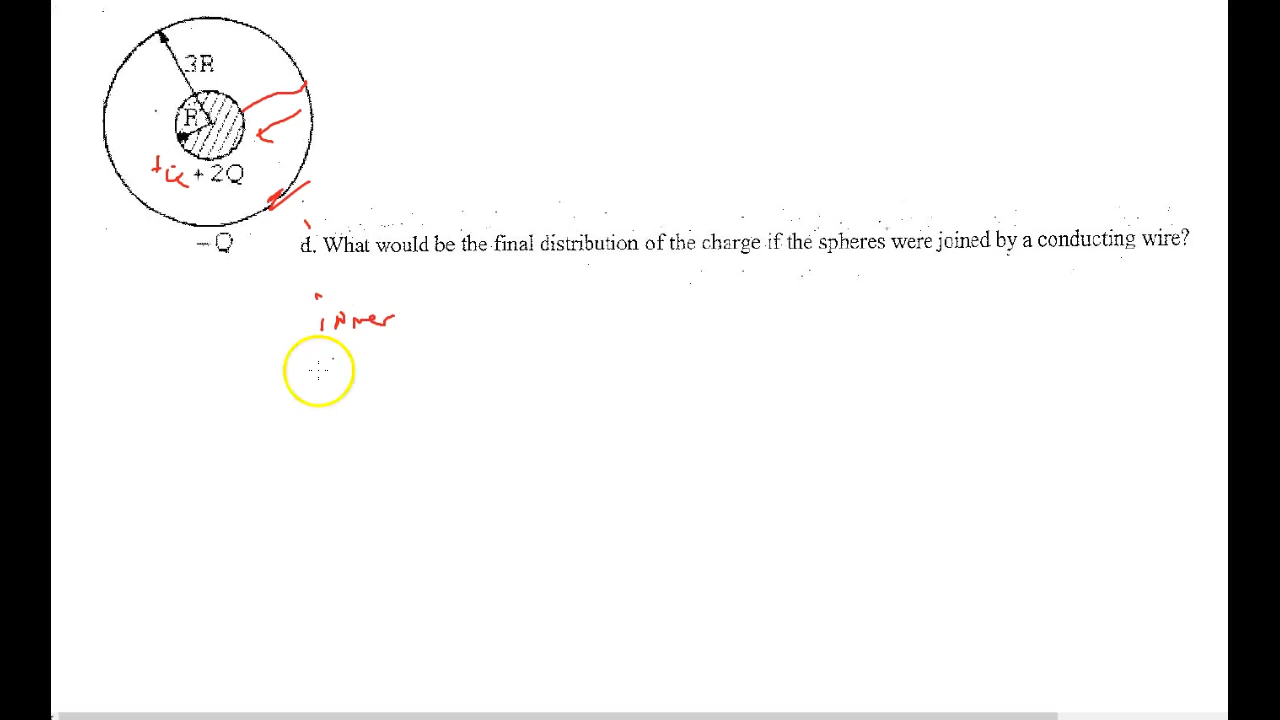 3R
R
+ 2Q
− Q
d. What would be the final distribution of the charge if the spheres were joined by a conducting wire?
inner